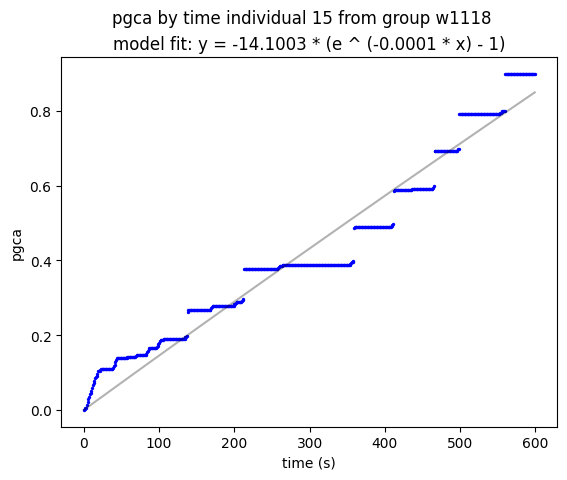 pgca by time individual 15 from group w1118
model fit: y = -14.1003 * (e ^ (-0.0001 * x) - 1)
0.8
0.6
pgca
0.4
0.2
0.0
0 100 200 300 400 500 600
time (s)